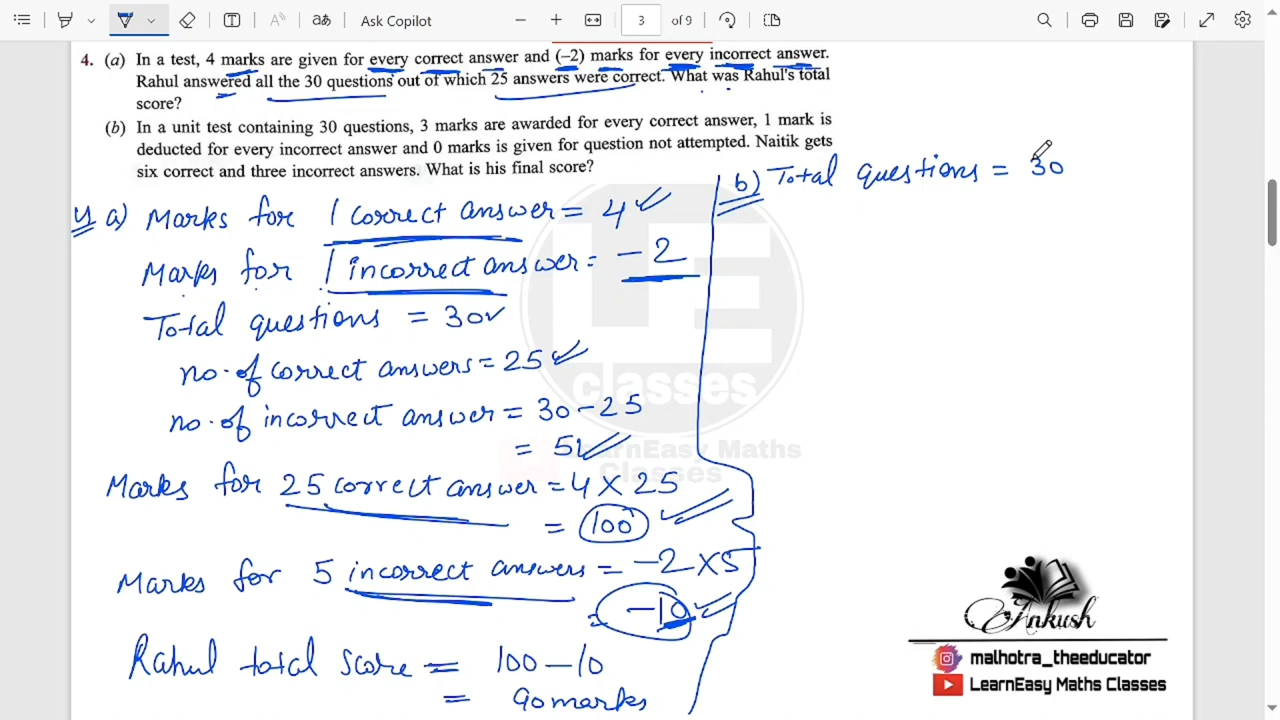 Ask Copilot
3 of 9
4. (a) In a test, 4 marks are given for every correct answer and (–2) marks for every incorrect answer.
Rahul answered all the 30 questions out of which 25 answers were correct. What was Rahul's total
score?
(b) In a unit test containing 30 questions, 3 marks are awarded for every correct answer, 1 mark is
deducted for every incorrect answer and 0 marks is given for question not attempted. Naitik gets
six correct and three incorrect answers. What is his final score?
4 a) Marks for 1 correct answer = 4 ✓
Marks for 1 incorrect answer = -2
Total questions = 30 ✓
no. of correct answers = 25 ✓
no. of incorrect answer = 30 - 25
= 5 ✓
Marks for 25 correct answer = 4 × 25
= 100 ✓
Marks for 5 incorrect answers = -2 × 5
= -10 ✓
Rahul total score = 100 - 10
= 90 marks
b) Total questions = 30
LE
classes
LearnEasy Maths
Classes
Ankush
malhotra_theeducator
LearnEasy Maths Classes